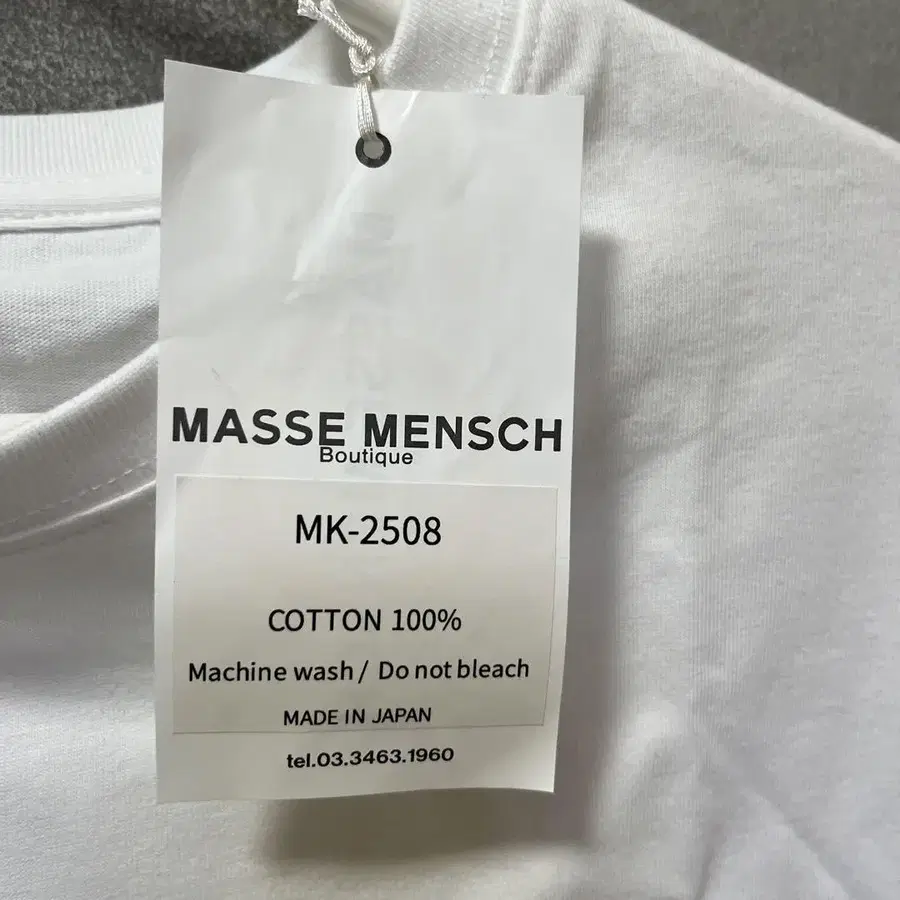 MASSE MENSCH
Boutique
MK-2508
COTTON 100%
Machine wash / Do not bleach
MADE IN JAPAN
tel.03.3463.1960